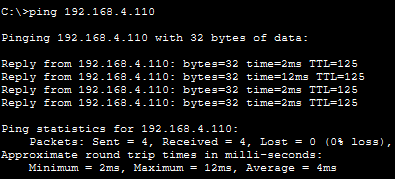 C:\>ping 192.168.4.110
Pinging 192.168.4.110 with 32 bytes of data:
Reply from 192.168.4.110: bytes=32 time=2ms TTL=125
Reply from 192.168.4.110: bytes=32 time=12ms TTL=125
Reply from 192.168.4.110: bytes=32 time=2ms TTL=125
Reply from 192.168.4.110: bytes=32 time=2ms TTL=125
Ping statistics for 192.168.4.110:
Packets: Sent = 4, Received = 4, Lost = 0 (0% loss),
Approximate round trip times in milli-seconds:
Minimum = 2ms, Maximum = 12ms, Average = 4ms